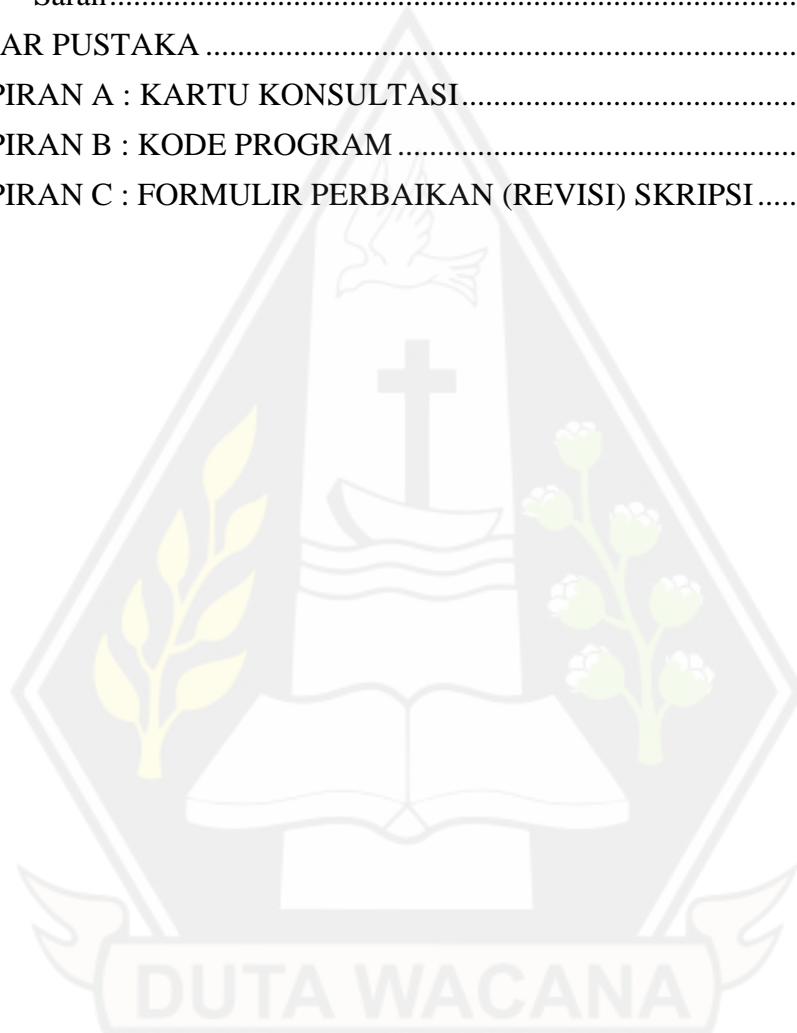 Saran........................................................................................
AR PUSTAKA ........................................................................
PIRAN A : KARTU KONSULTASI..........................................
PIRAN B : KODE PROGRAM ..................................................
PIRAN C : FORMULIR PERBAIKAN (REVISI) SKRIPSI.....
DUTA WACANA